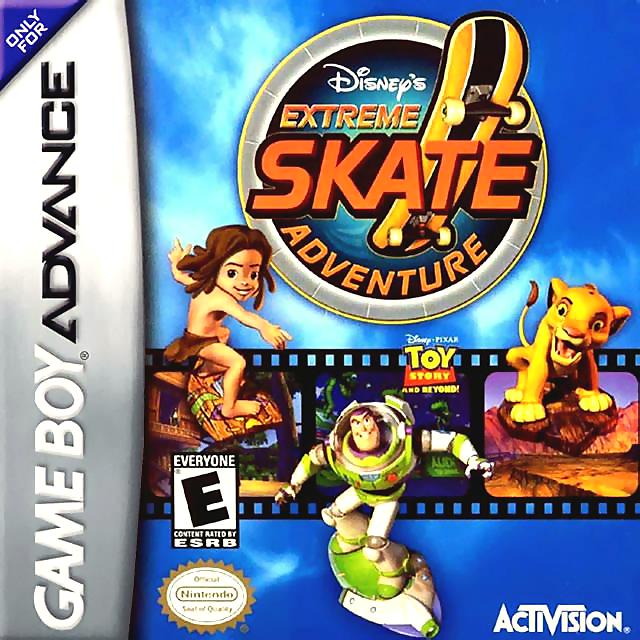 ONLY
FOR
GAME BOY ADVANCE
®
Disney's
EXTREME
SKATE
ADVENTURE
Disney · PIXAR
TOY
STORY
AND BEYOND!
EVERYONE
E
CONTENT RATED BY
ESRB
Official
Nintendo
Seal of Quality
ACTIVISION®